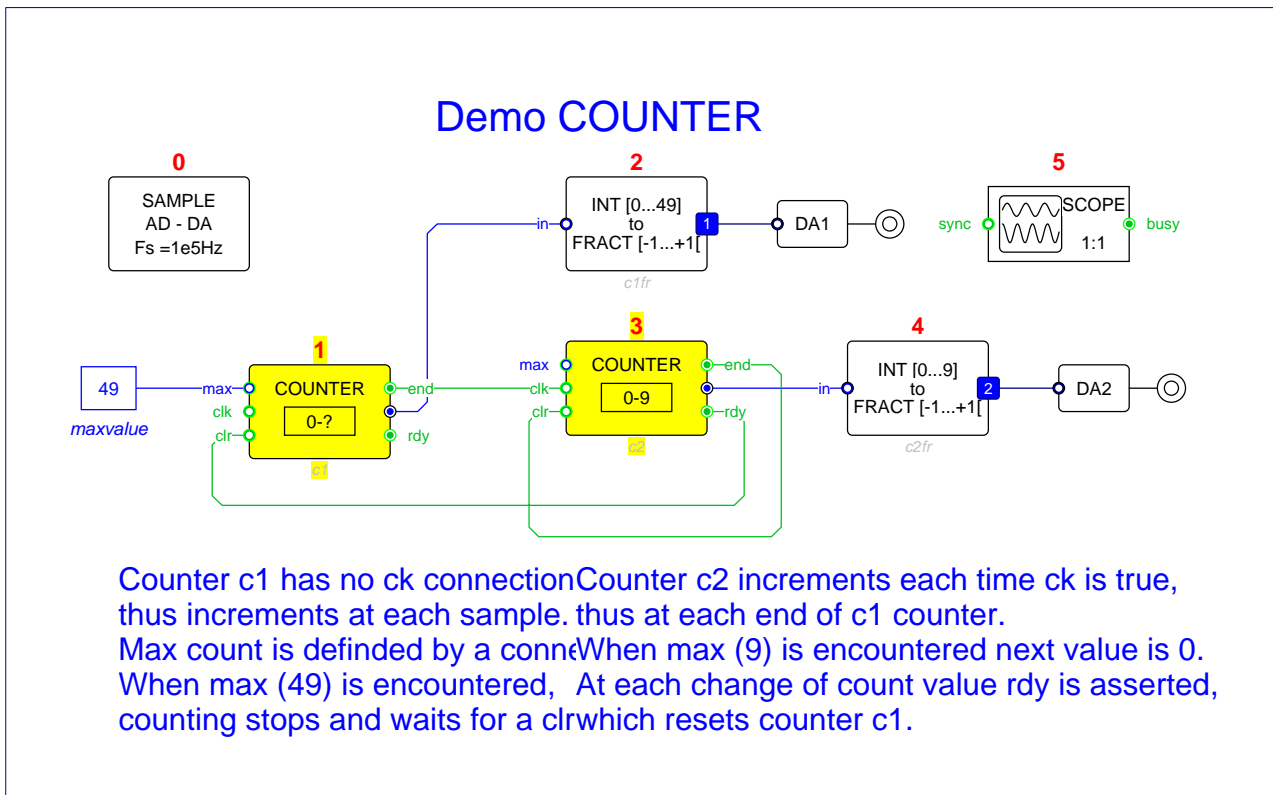 Demo COUNTER
0
SAMPLE
AD - DA
Fs =1e5Hz
2
in
INT [0...49]
to
FRACT [-1...+1[
1
c1fr
DA1
5
sync
SCOPE
1:1
busy
49
maxvalue
1
max
clk
clr
COUNTER
0-?
end
rdy
c1
3
max
clk
clr
COUNTER
0-9
end
rdy
c2
4
in
INT [0...9]
to
FRACT [-1...+1[
2
c2fr
DA2
Counter c1 has no ck connection
thus increments at each sample.
Max count is definded by a conne
When max (49) is encountered,
counting stops and waits for a clr
Counter c2 increments each time ck is true,
thus at each end of c1 counter.
When max (9) is encountered next value is 0.
At each change of count value rdy is asserted,
which resets counter c1.